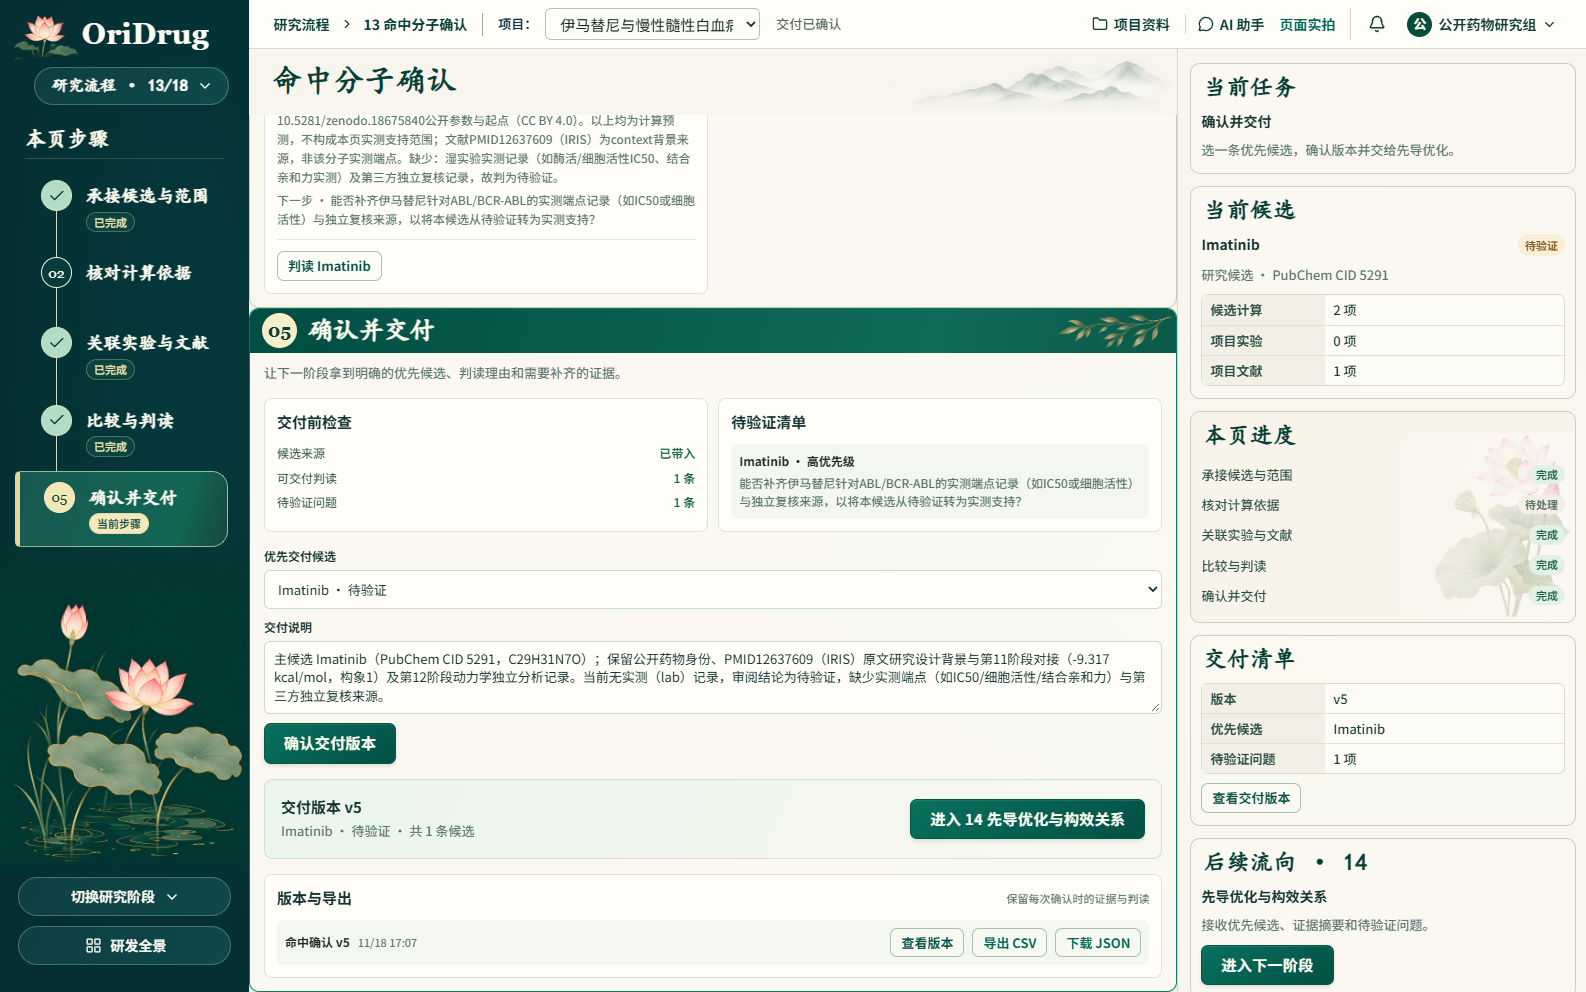 OriDrug
研究流程 • 13/18
本页步骤
承接候选与范围
已完成
02
核对计算依据
关联实验与文献
已完成
比较与判读
已完成
05
确认并交付
当前步骤
切换研究阶段
研发全景
研究流程 > 13 命中分子确认
项目：
伊马替尼与慢性髓性白血病
交付已确认
项目资料
AI 助手
页面实拍
公
公开药物研究组
命中分子确认
10.5281/zenodo.18675840公开参数与起点（CC BY 4.0）。以上均为计算预
测，不构成本页实测支持范围；文献PMID12637609（IRIS）为context背景来
源，非该分子实测端点。缺少：湿实验实测记录（如酶活/细胞活性IC50、结合
亲和力实测）及第三方独立复核记录，故判为待验证。
下一步 · 能否补齐伊马替尼针对ABL/BCR-ABL的实测端点记录（如IC50或细胞
活性）与独立复核来源，以将本候选从待验证转为实测支持？
判读 Imatinib
05
确认并交付
让下一阶段拿到明确的优先候选、判读理由和需要补齐的证据。
交付前检查
候选来源
已带入
可交付判读
1 条
待验证问题
1 条
待验证清单
Imatinib · 高优先级
能否补齐伊马替尼针对ABL/BCR-ABL的实测端点记录（如IC50或细胞活性）
与独立复核来源，以将本候选从待验证转为实测支持？
优先交付候选
Imatinib · 待验证
交付说明
主候选 Imatinib（PubChem CID 5291，C29H31N7O）；保留公开药物身份、PMID12637609（IRIS）原文研究设计背景与第11阶段对接（-9.317
kcal/mol，构象1）及第12阶段动力学独立分析记录。当前无实测（lab）记录，审阅结论为待验证，缺少实测端点（如IC50/细胞活性/结合亲和力）与第
三方独立复核来源。
确认交付版本
交付版本 v5
Imatinib · 待验证 · 共 1 条候选
进入 14 先导优化与构效关系
版本与导出
保留每次确认时的证据与判读
命中确认 v5
11/18 17:07
查看版本
导出 CSV
下载 JSON
当前任务
确认并交付
选一条优先候选，确认版本并交给先导优化。
当前候选
Imatinib
待验证
研究候选 · PubChem CID 5291
候选计算
2 项
项目实验
0 项
项目文献
1 项
本页进度
承接候选与范围
完成
核对计算依据
待处理
关联实验与文献
完成
比较与判读
完成
确认并交付
完成
交付清单
版本
v5
优先候选
Imatinib
待验证问题
1 项
查看交付版本
后续流向 • 14
先导优化与构效关系
接收优先候选、证据摘要和待验证问题。
进入下一阶段